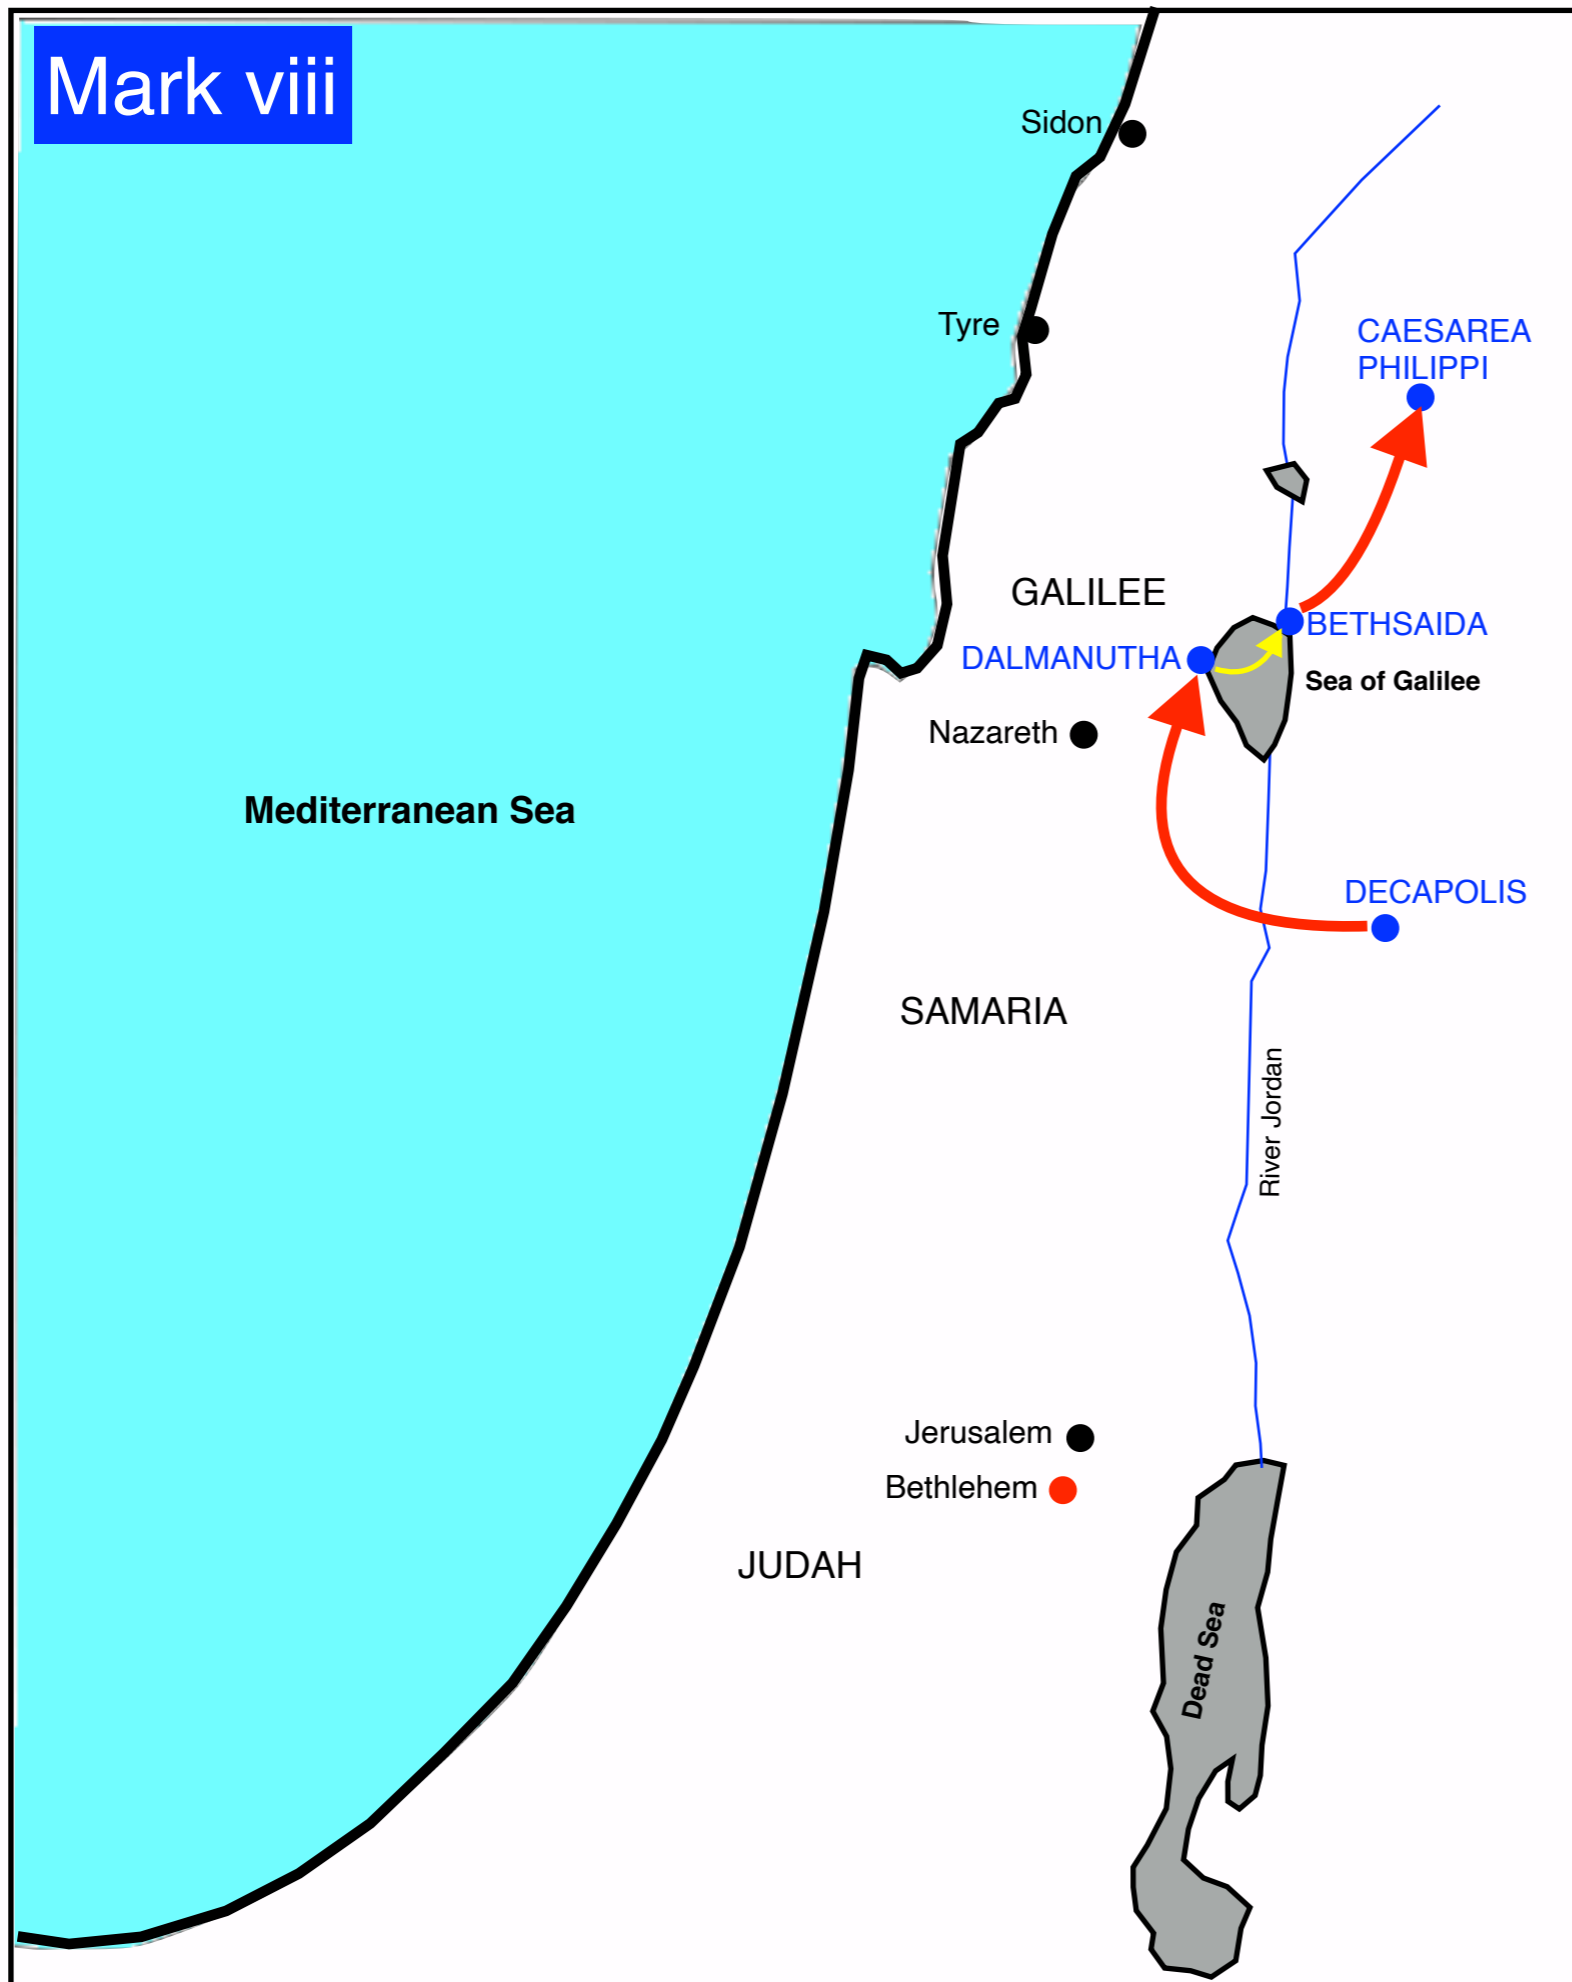 Mark viii
Sidon
Tyre
CAESAREA
PHILIPPI
GALILEE
BETHSAIDA
DALMANUTHA
Sea of Galilee
Nazareth
Mediterranean Sea
DECAPOLIS
SAMARIA
River Jordan
Jerusalem
Bethlehem
JUDAH
Dead Sea